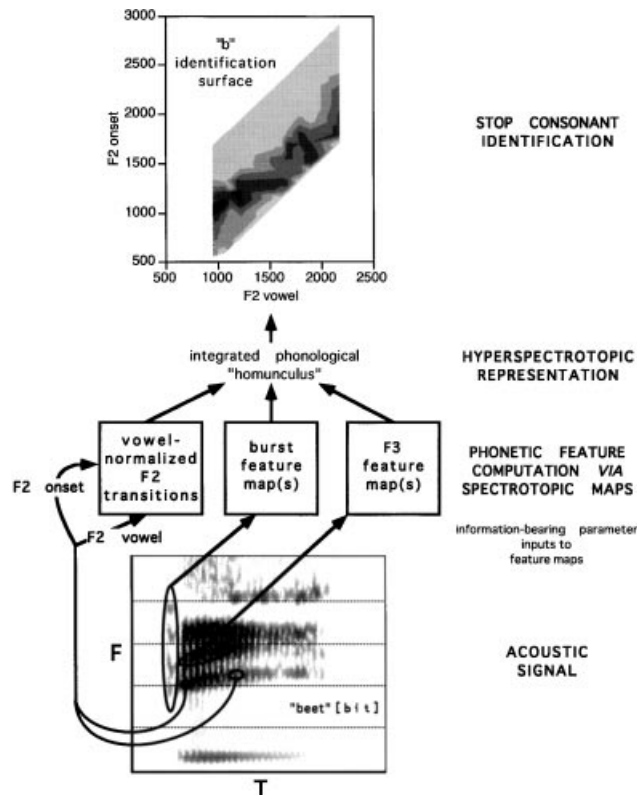 3000
2500
2000
1500
1000
500
F2 onset
"b"
identification
surface
500 1000 1500 2000 2500
F2 vowel
STOP CONSONANT
IDENTIFICATION
integrated phonological
"homunculus"
HYPERSPECTROTOPIC
REPRESENTATION
vowel-
normalized
F2
transitions
burst
feature
map(s)
F3
feature
map(s)
PHONETIC FEATURE
COMPUTATION VIA
SPECTROTOPIC MAPS
F2 onset
F2 vowel
information-bearing parameter
inputs to
feature maps
F
ACOUSTIC
SIGNAL
"beet" [bit]
T